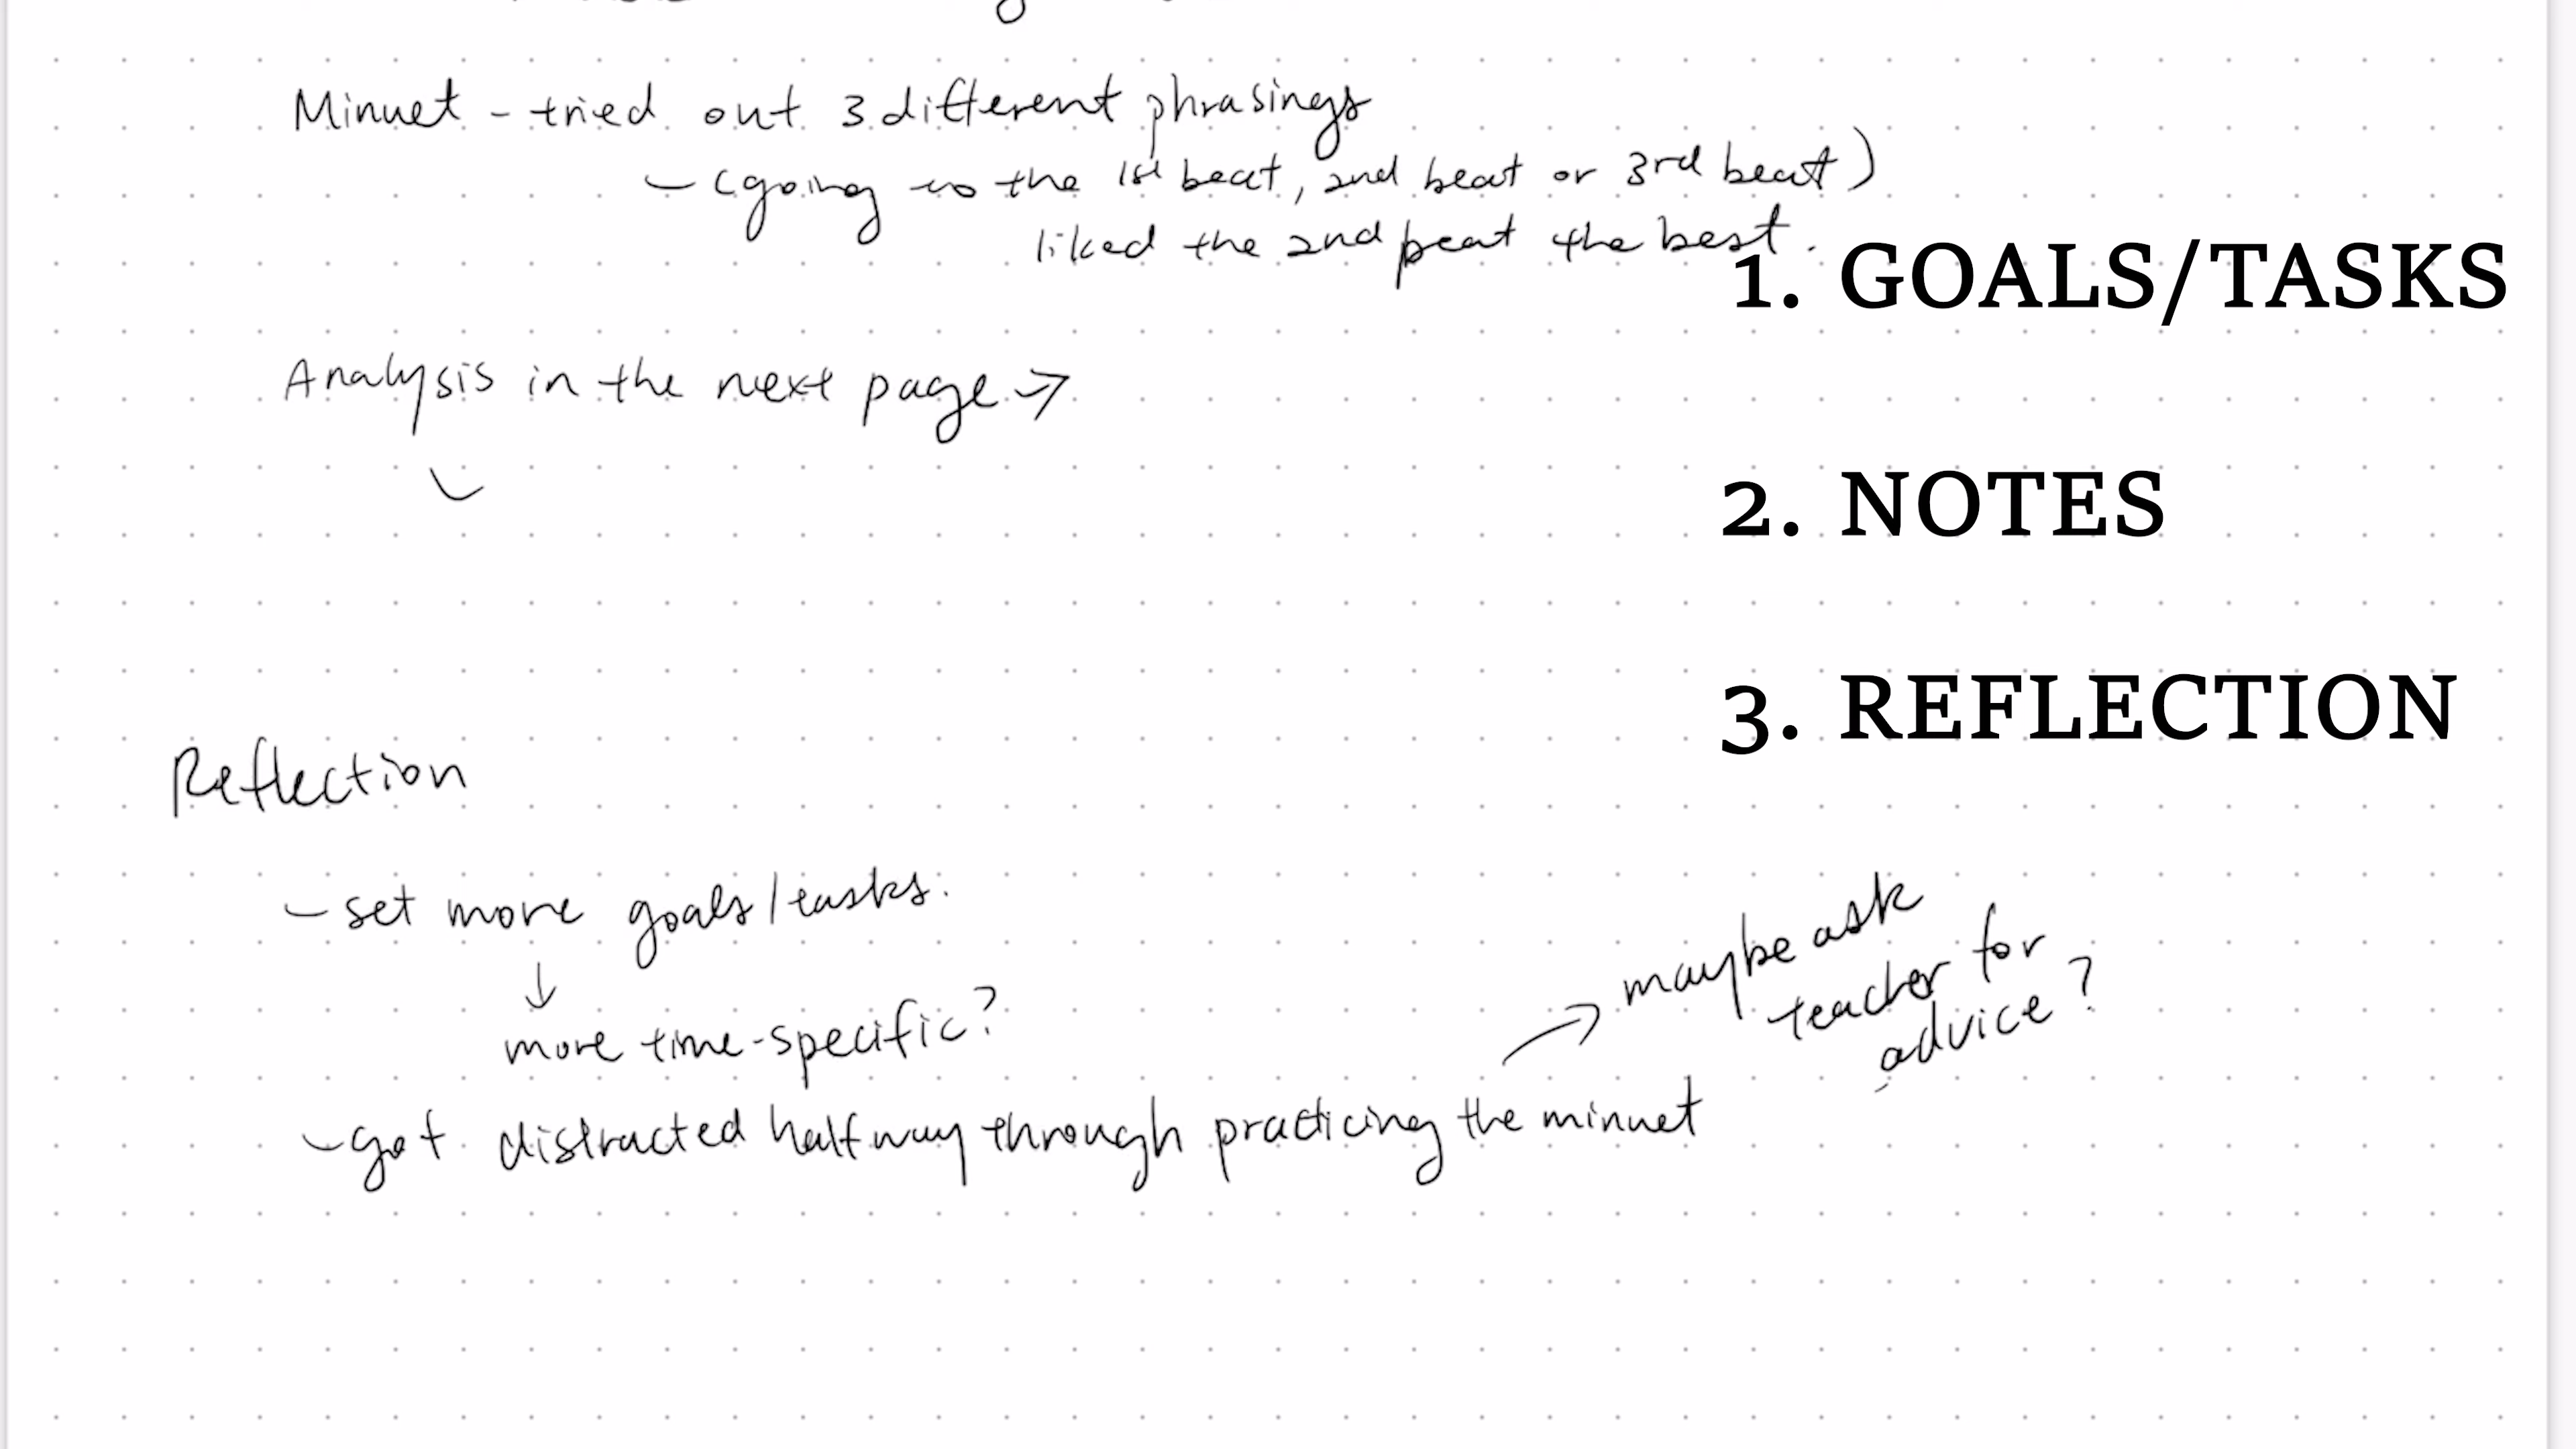 Minuet - tried out 3 different phrasings
- (going to the 1st beat, 2nd beat or 3rd beat)
liked the 2nd beat the best.
1. GOALS/TASKS
Analysis in the next page →
2. NOTES
3. REFLECTION
Reflection
- set more goals/tasks.
↓
more time-specific?
- got distracted halfway through practicing the minuet
→ maybe ask
teacher for
advice?